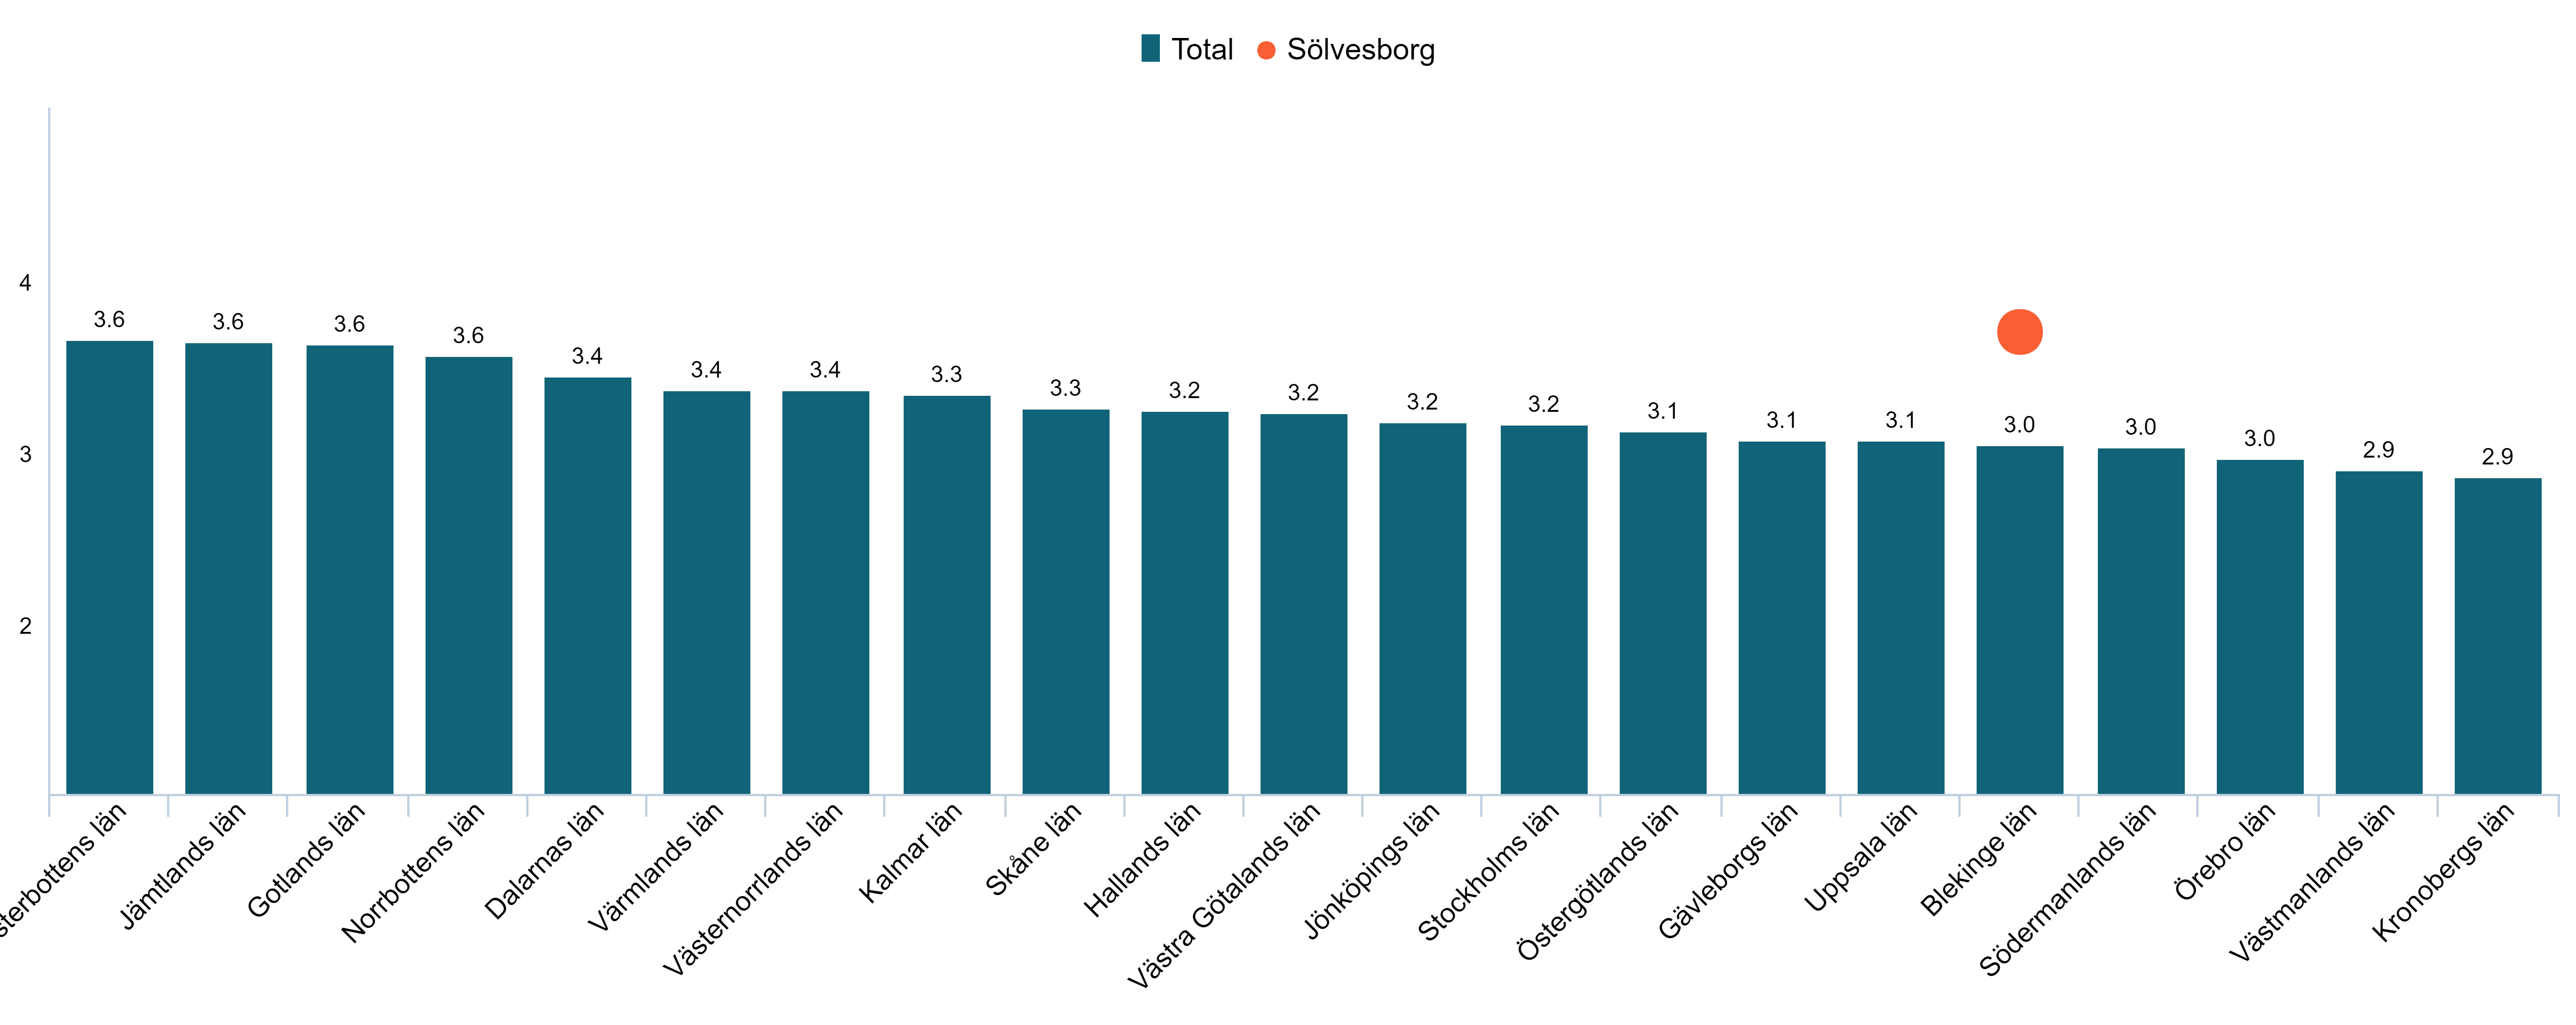 Total Sölvesborg
4
3
2
3.6 3.6 3.6 3.6 3.4 3.4 3.4 3.3 3.3 3.2 3.2 3.2 3.2 3.1 3.1 3.1 3.0 3.0 3.0 2.9 2.9
sterbottens län
Jämtlands län
Gotlands län
Norrbottens län
Dalarnas län
Värmlands län
Västernorrlands län
Kalmar län
Skåne län
Hallands län
Västra Götalands län
Jönköpings län
Stockholms län
Östergötlands län
Gävleborgs län
Uppsala län
Blekinge län
Södermanlands län
Örebro län
Västmanlands län
Kronobergs län